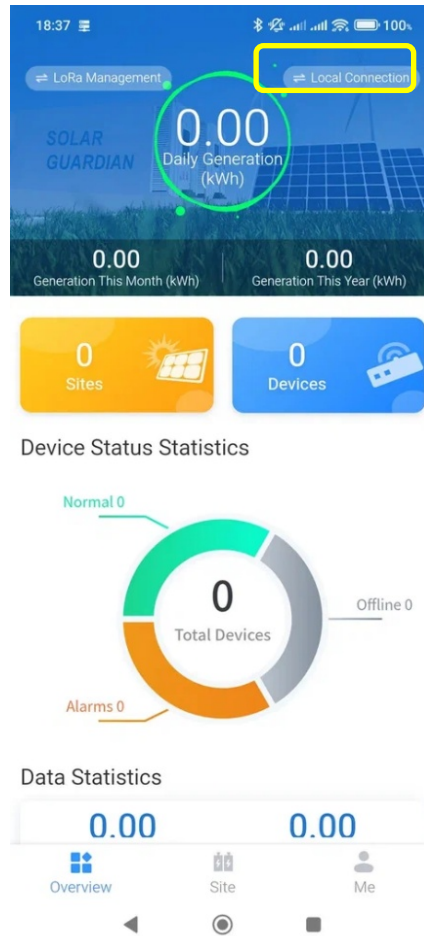 18:37
100%
⇌ LoRa Management
⇌ Local Connection
SOLAR
GUARDIAN
0.00
Daily Generation
(kWh)
0.00
Generation This Month (kWh)
0.00
Generation This Year (kWh)
0
Sites
0
Devices
Device Status Statistics
Normal 0
0
Total Devices
Offline 0
Alarms 0
Data Statistics
0.00
0.00
Overview
Site
Me